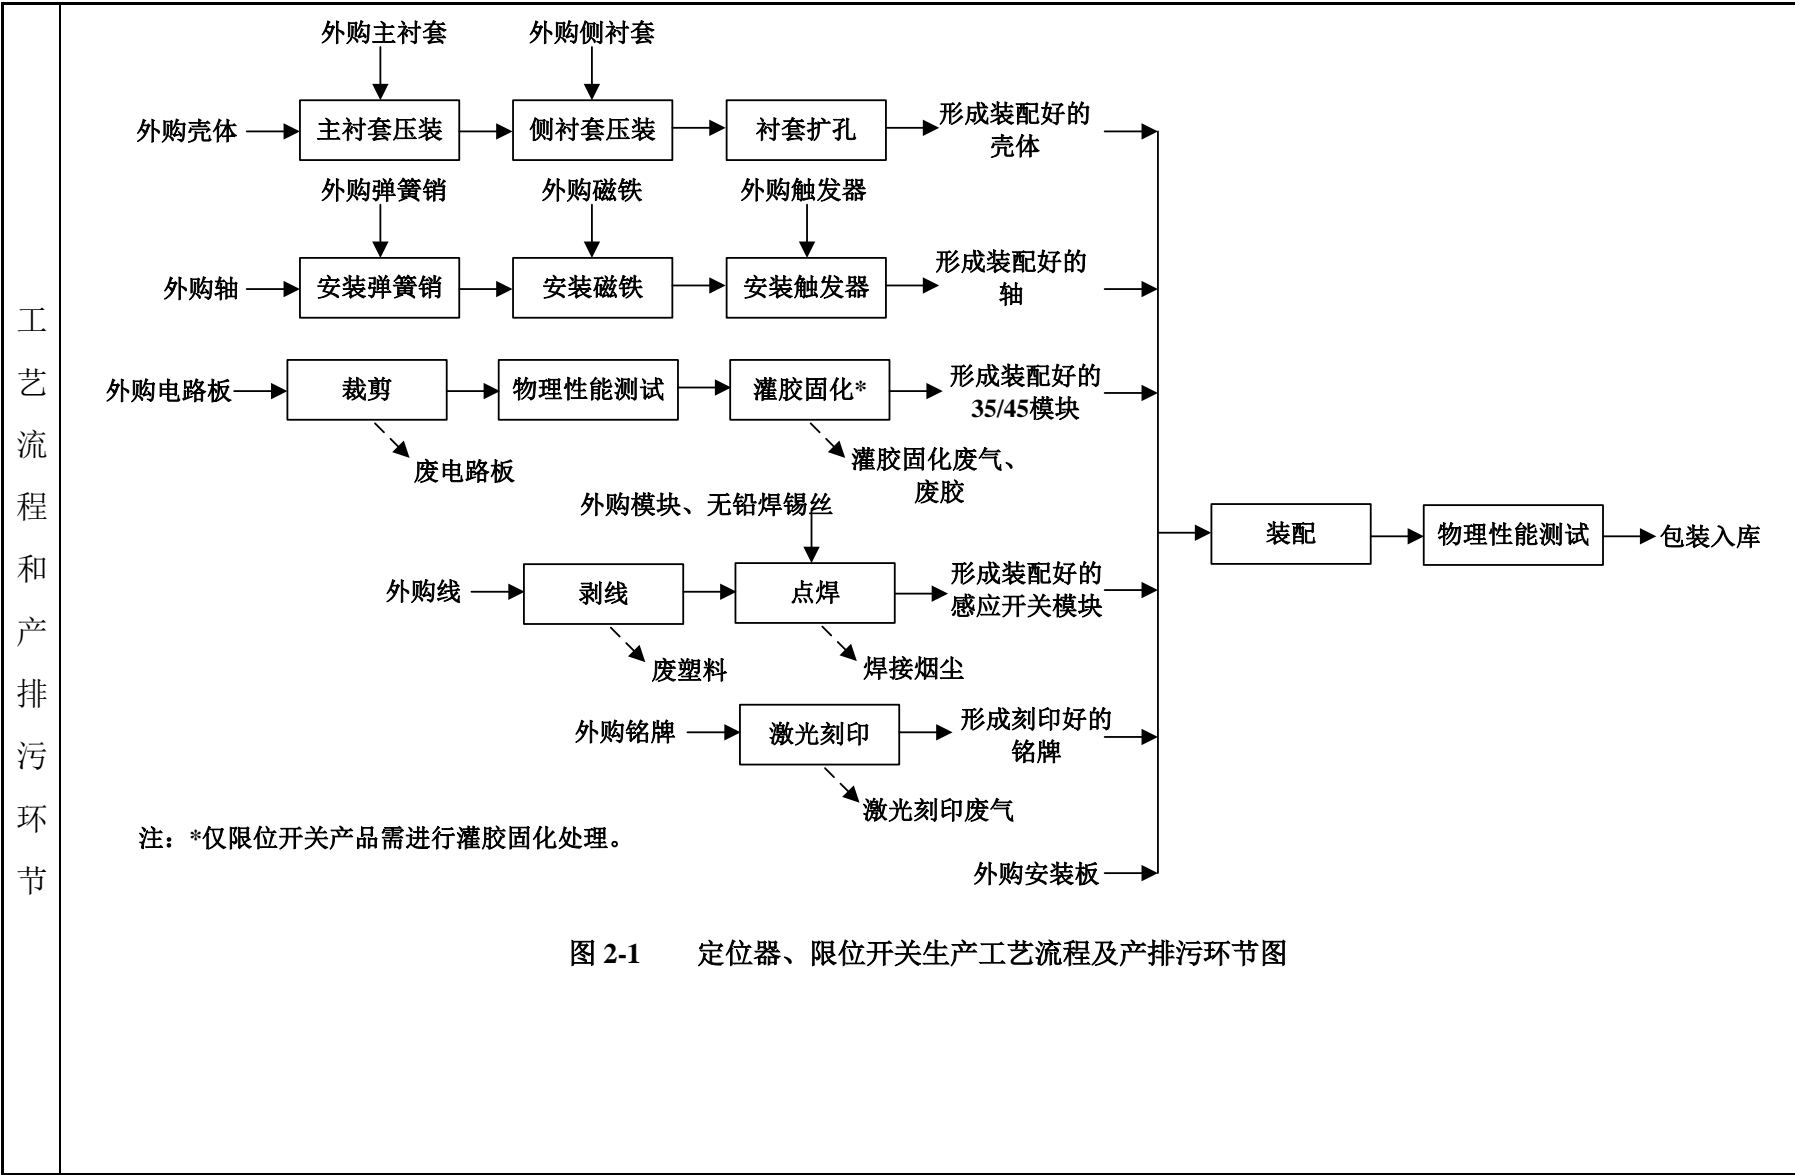 工
艺
流
程
和
产
排
污
环
节
外购主衬套
外购侧衬套
外购壳体
主衬套压装
侧衬套压装
衬套扩孔
形成装配好的
壳体
外购弹簧销
外购磁铁
外购触发器
外购轴
安装弹簧销
安装磁铁
安装触发器
形成装配好的
轴
外购电路板
裁剪
物理性能测试
灌胶固化*
形成装配好的
35/45模块
废电路板
灌胶固化废气、
废胶
外购模块、无铅焊锡丝
外购线
剥线
点焊
形成装配好的
感应开关模块
废塑料
焊接烟尘
装配
物理性能测试
包装入库
外购铭牌
激光刻印
形成刻印好的
铭牌
激光刻印废气
注：*仅限位开关产品需进行灌胶固化处理。
外购安装板
图 2-1 定位器、限位开关生产工艺流程及产排污环节图